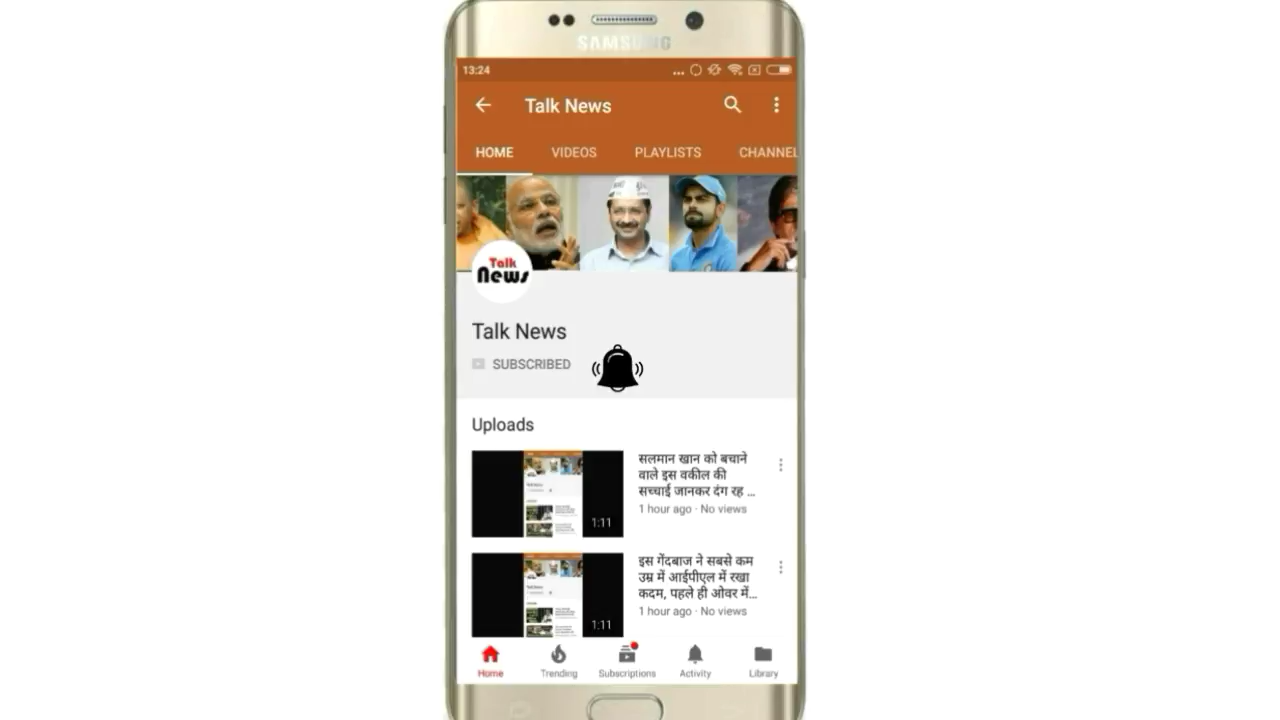 SAMSUNG
13:24
Talk News
HOME VIDEOS PLAYLISTS CHANNEL
Talk
News
Talk News
SUBSCRIBED
Uploads
सलमान खान को बचाने
वाले इस वकील की
सच्चाई जानकर दंग रह ...
1 hour ago · No views
1:11
इस गेंदबाज ने सबसे कम
उम्र में आईपीएल में रखा
कदम, पहले ही ओवर में...
1 hour ago · No views
1:11
Home Trending Subscriptions Activity Library